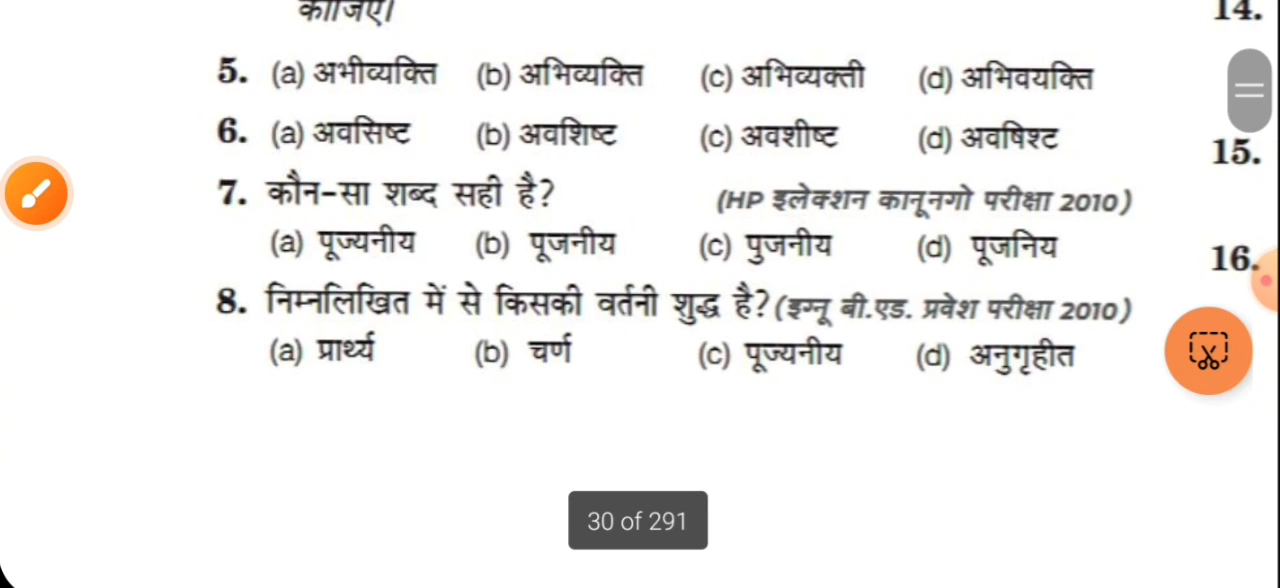 कीजिए।
14.
5. (a) अभीव्यक्ति (b) अभिव्यक्ति (c) अभिव्यक्ती (d) अभिवयक्ति
6. (a) अवसिष्ट (b) अवशिष्ट (c) अवशीष्ट (d) अवषिश्ट
15.
7. कौन-सा शब्द सही है? (HP इलेक्शन कानूनगो परीक्षा 2010)
(a) पूज्यनीय (b) पूजनीय (c) पुजनीय (d) पूजनिय
16.
8. निम्नलिखित में से किसकी वर्तनी शुद्ध है? (इग्नू बी.एड. प्रवेश परीक्षा 2010)
(a) प्रार्थ्य (b) चर्ण (c) पूज्यनीय (d) अनुगृहीत
30 of 291